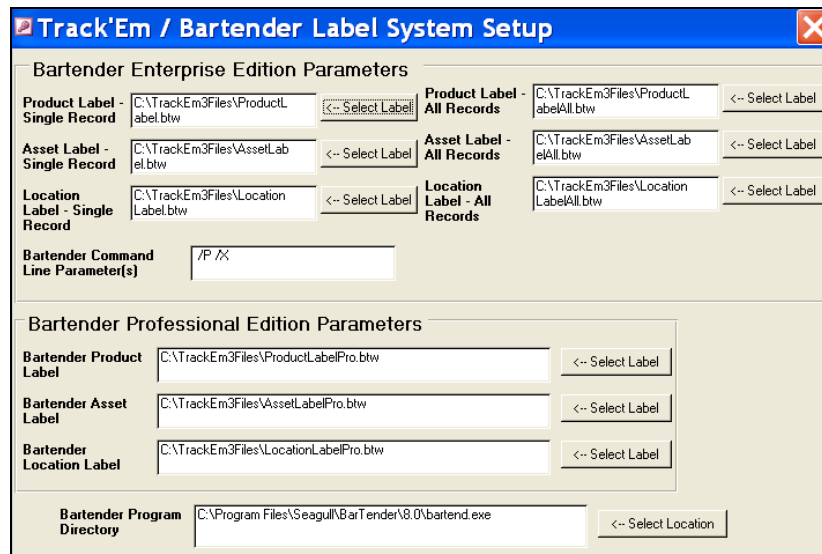 Track'Em / Bartender Label System Setup
Bartender Enterprise Edition Parameters
Product Label -
Single Record
C:\TrackEm3Files\ProductL
abel.btw
<-- Select Label
Product Label -
All Records
C:\TrackEm3Files\ProductL
abelAll.btw
<-- Select Label
Asset Label -
Single Record
C:\TrackEm3Files\AssetLab
el.btw
<-- Select Label
Asset Label -
All Records
C:\TrackEm3Files\AssetLab
elAll.btw
<-- Select Label
Location
Label - Single
Record
C:\TrackEm3Files\Location
Label.btw
<-- Select Label
Location
Label - All
Records
C:\TrackEm3Files\Location
LabelAll.btw
<-- Select Label
Bartender Command
Line Parameter(s)
/P /X
Bartender Professional Edition Parameters
Bartender Product
Label
C:\TrackEm3Files\ProductLabelPro.btw
<-- Select Label
Bartender Asset
Label
C:\TrackEm3Files\AssetLabelPro.btw
<-- Select Label
Bartender
Location Label
C:\TrackEm3Files\LocationLabelPro.btw
<-- Select Label
Bartender Program
Directory
C:\Program Files\Seagull\BarTender\8.0\bartend.exe
<-- Select Location